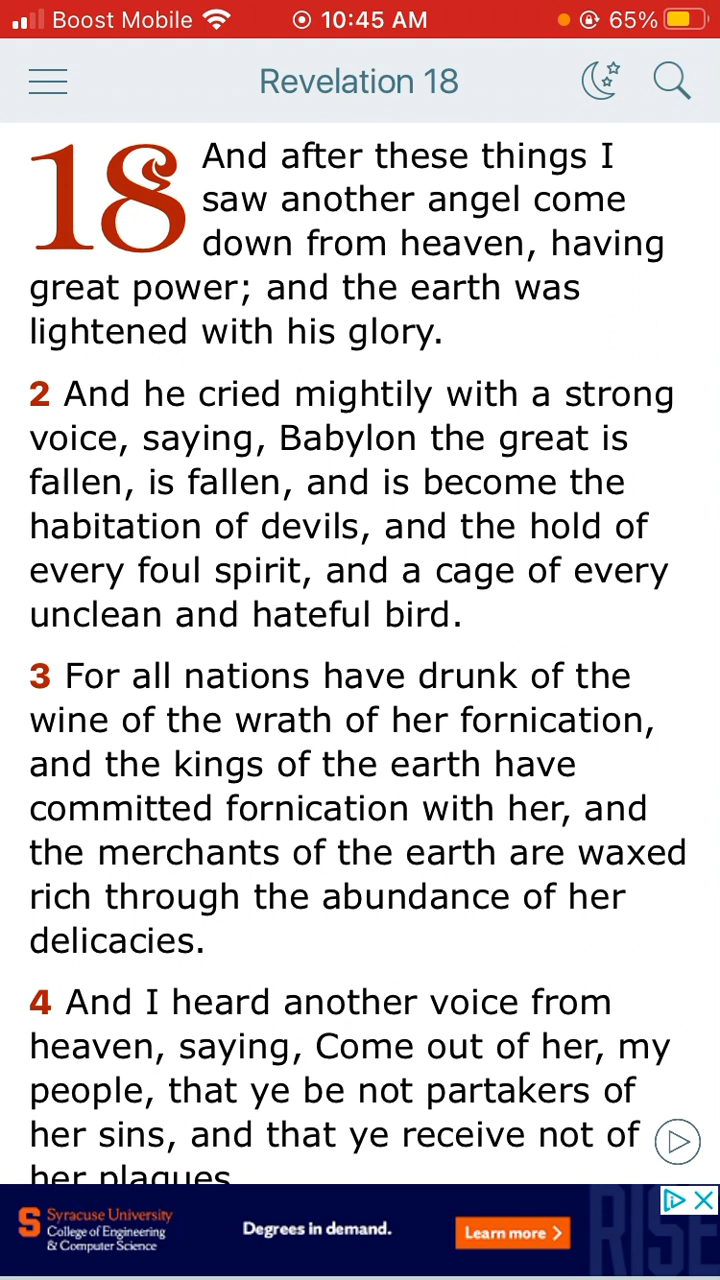 Boost Mobile 10:45 AM 65%
Revelation 18
18 And after these things I
saw another angel come
down from heaven, having
great power; and the earth was
lightened with his glory.
2 And he cried mightily with a strong
voice, saying, Babylon the great is
fallen, is fallen, and is become the
habitation of devils, and the hold of
every foul spirit, and a cage of every
unclean and hateful bird.
3 For all nations have drunk of the
wine of the wrath of her fornication,
and the kings of the earth have
committed fornication with her, and
the merchants of the earth are waxed
rich through the abundance of her
delicacies.
4 And I heard another voice from
heaven, saying, Come out of her, my
people, that ye be not partakers of
her sins, and that ye receive not of
her plagues
S Syracuse University
College of Engineering
& Computer Science
Degrees in demand.
Learn more >
RISE